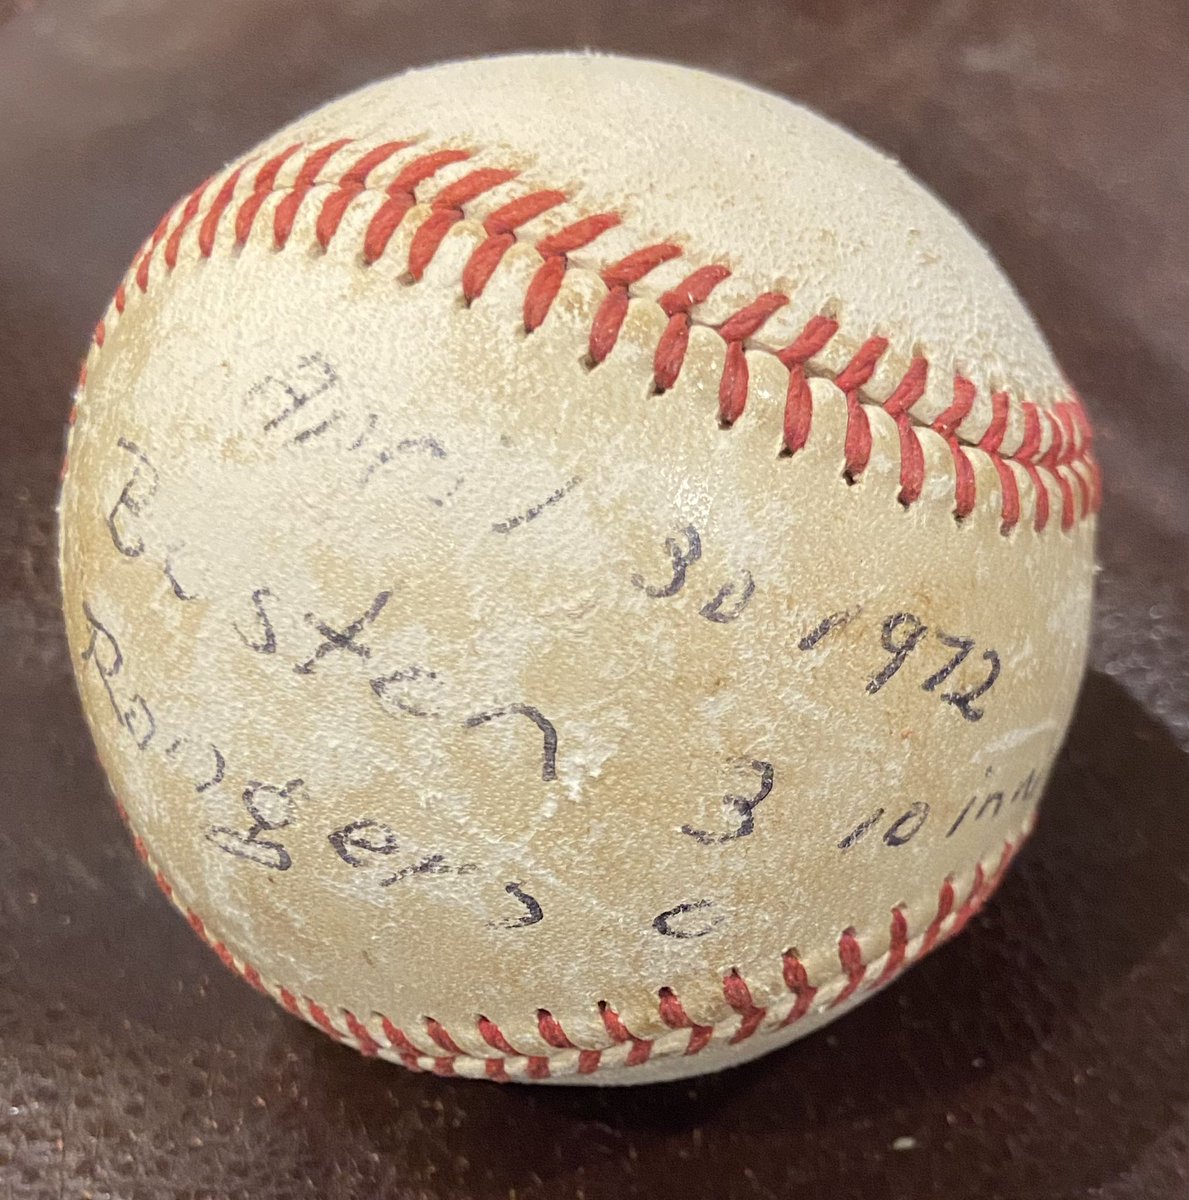 April 30 1972
Boston 3 10 inn
Rangers 0